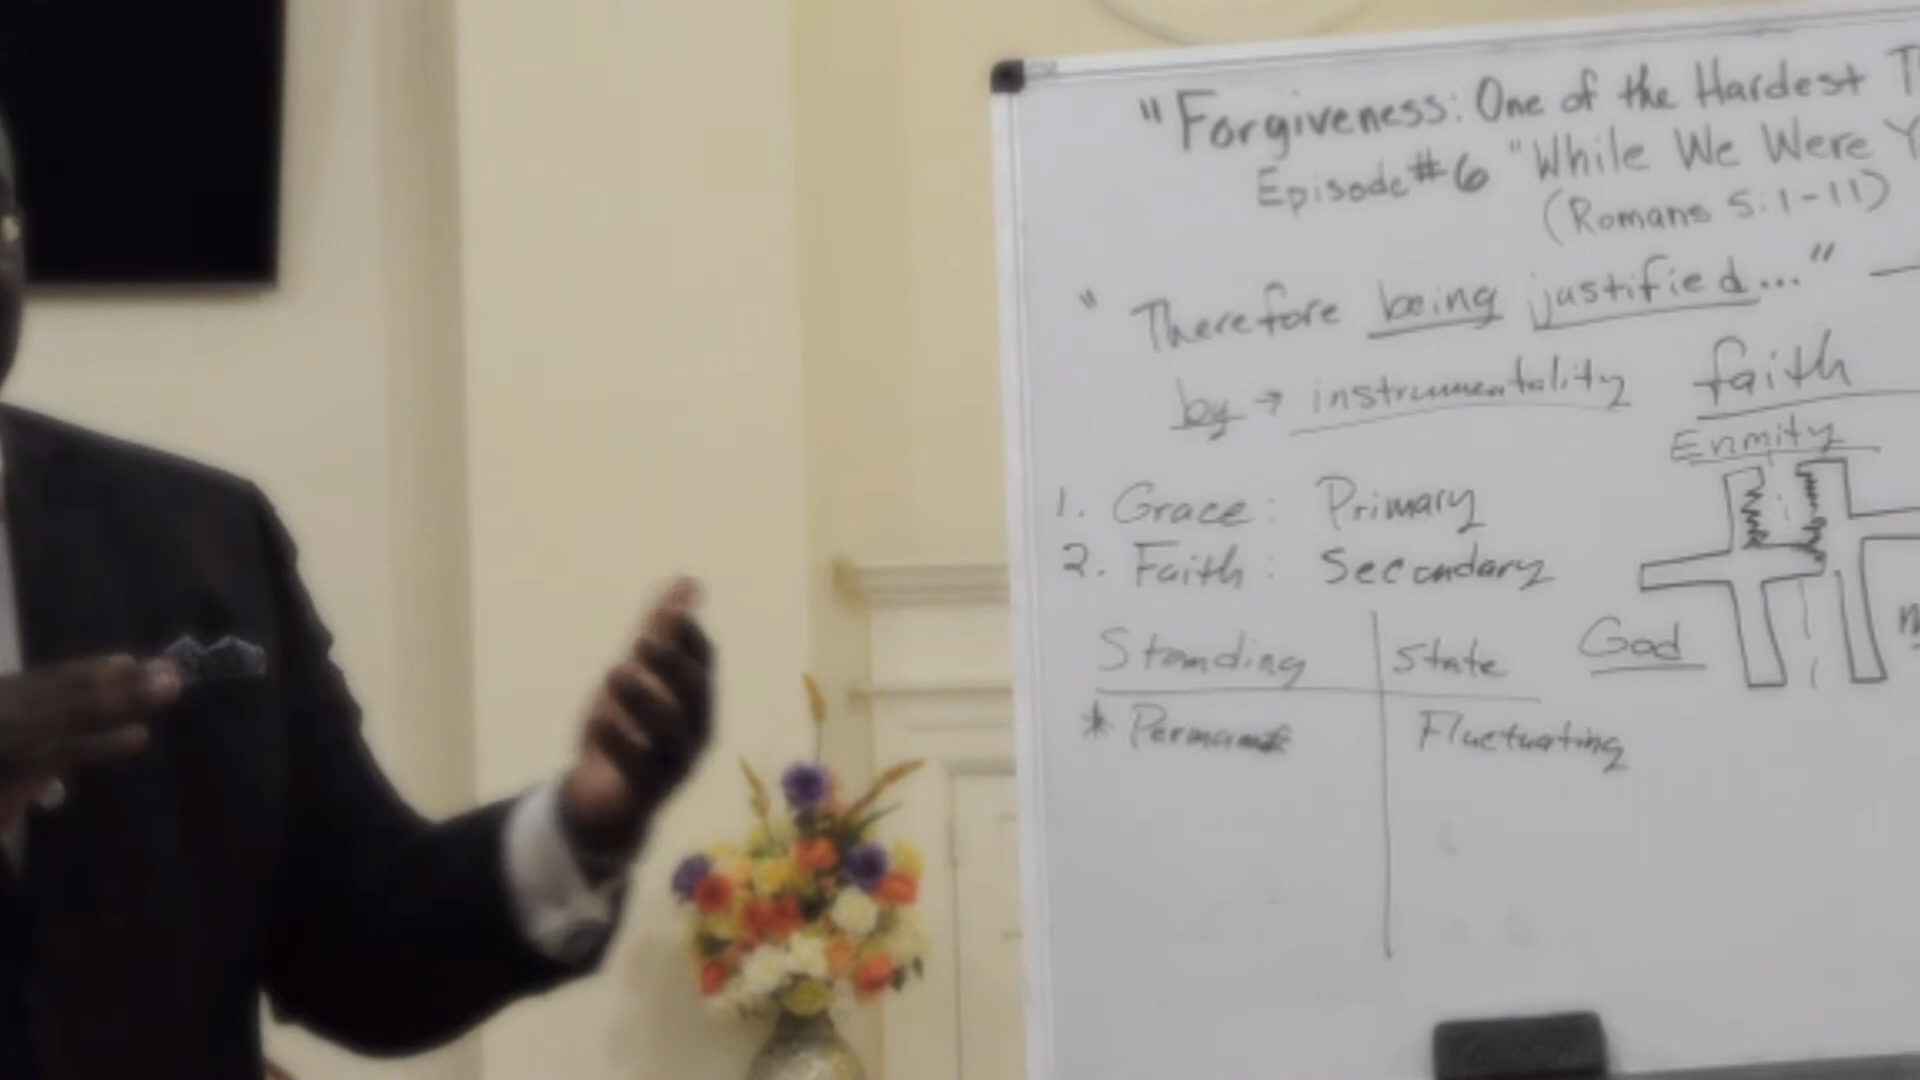 "Forgiveness: One of the Hardest
Episode #6 "While We Were
(Romans 5:1-11)
"Therefore being justified..."
by → instrumentality faith
Enmity
1. Grace: Primary
2. Faith: Secondary
God
Standing State
* Permanent Fluctuating